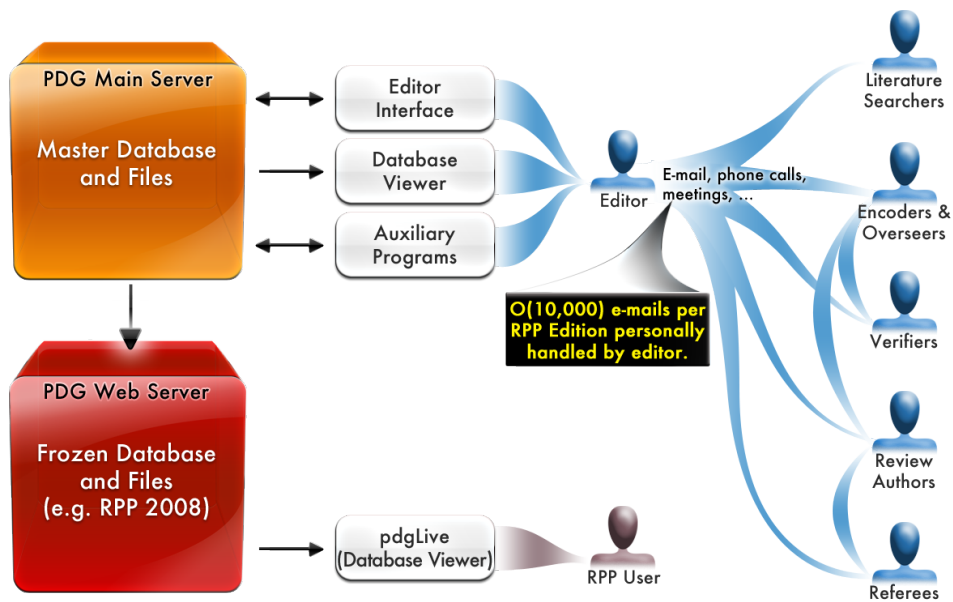 PDG Main Server
Master Database
and Files
Editor
Interface
Database
Viewer
Auxiliary
Programs
Editor
E-mail, phone calls,
meetings, ...
O(10,000) e-mails per
RPP Edition personally
handled by editor.
Literature
Searchers
Encoders &
Overseers
Verifiers
Review
Authors
Referees
PDG Web Server
Frozen Database
and Files
(e.g. RPP 2008)
pdgLive
(Database Viewer)
RPP User